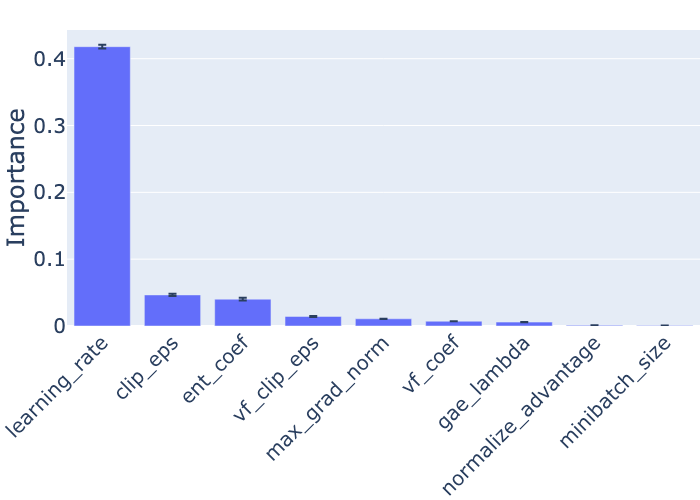 0.4
0.3
0.2
0.1
0
Importance
learning_rate
clip_eps
ent_coef
vf_clip_eps
max_grad_norm
vf_coef
gae_lambda
normalize_advantage
minibatch_size